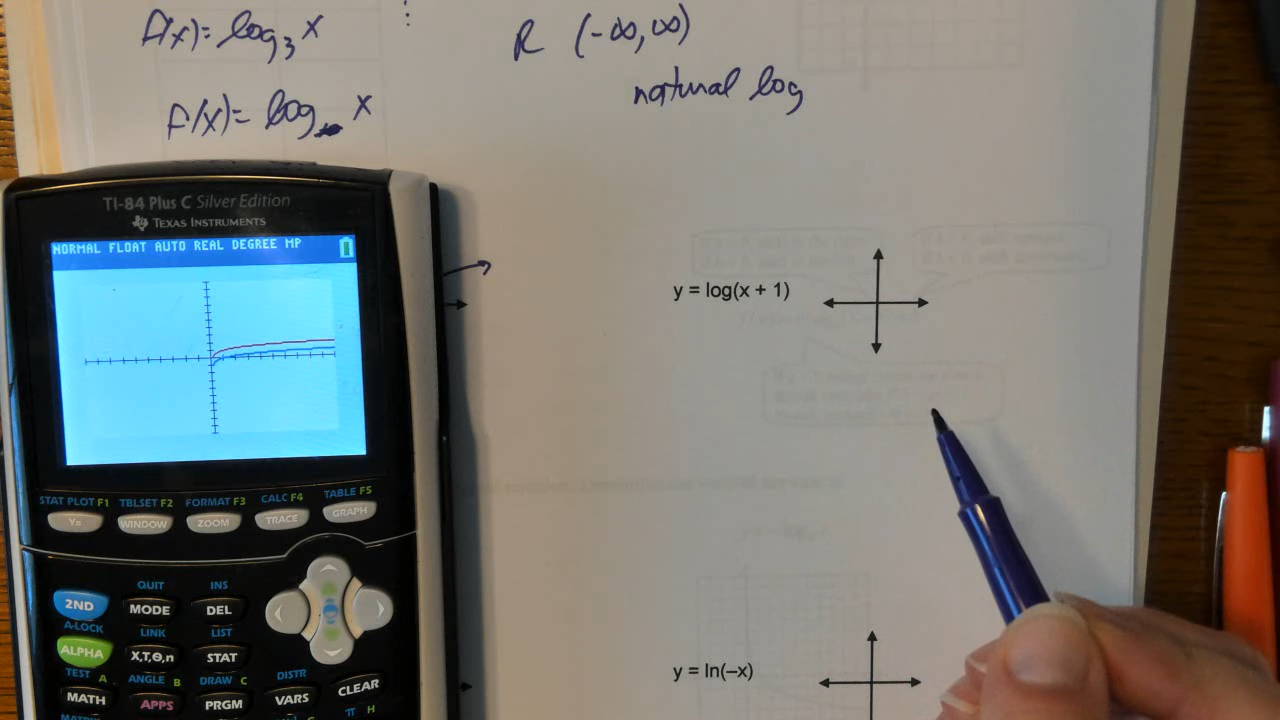 f(x) = log₃ x
R (-∞, ∞)
natural log
f(x) = log x
TI-84 Plus C Silver Edition
TEXAS INSTRUMENTS
NORMAL FLOAT AUTO REAL DEGREE MP
y = log(x + 1)
STAT PLOT F1 TBLSET F2 FORMAT F3 CALC F4 TABLE F5
Y= WINDOW ZOOM TRACE GRAPH
QUIT INS
2ND MODE DEL
A-LOCK LINK LIST
ALPHA X,T,Θ,n STAT
TEST A ANGLE B DRAW C DISTR
MATH APPS PRGM VARS CLEAR
π H
y = ln(–x)